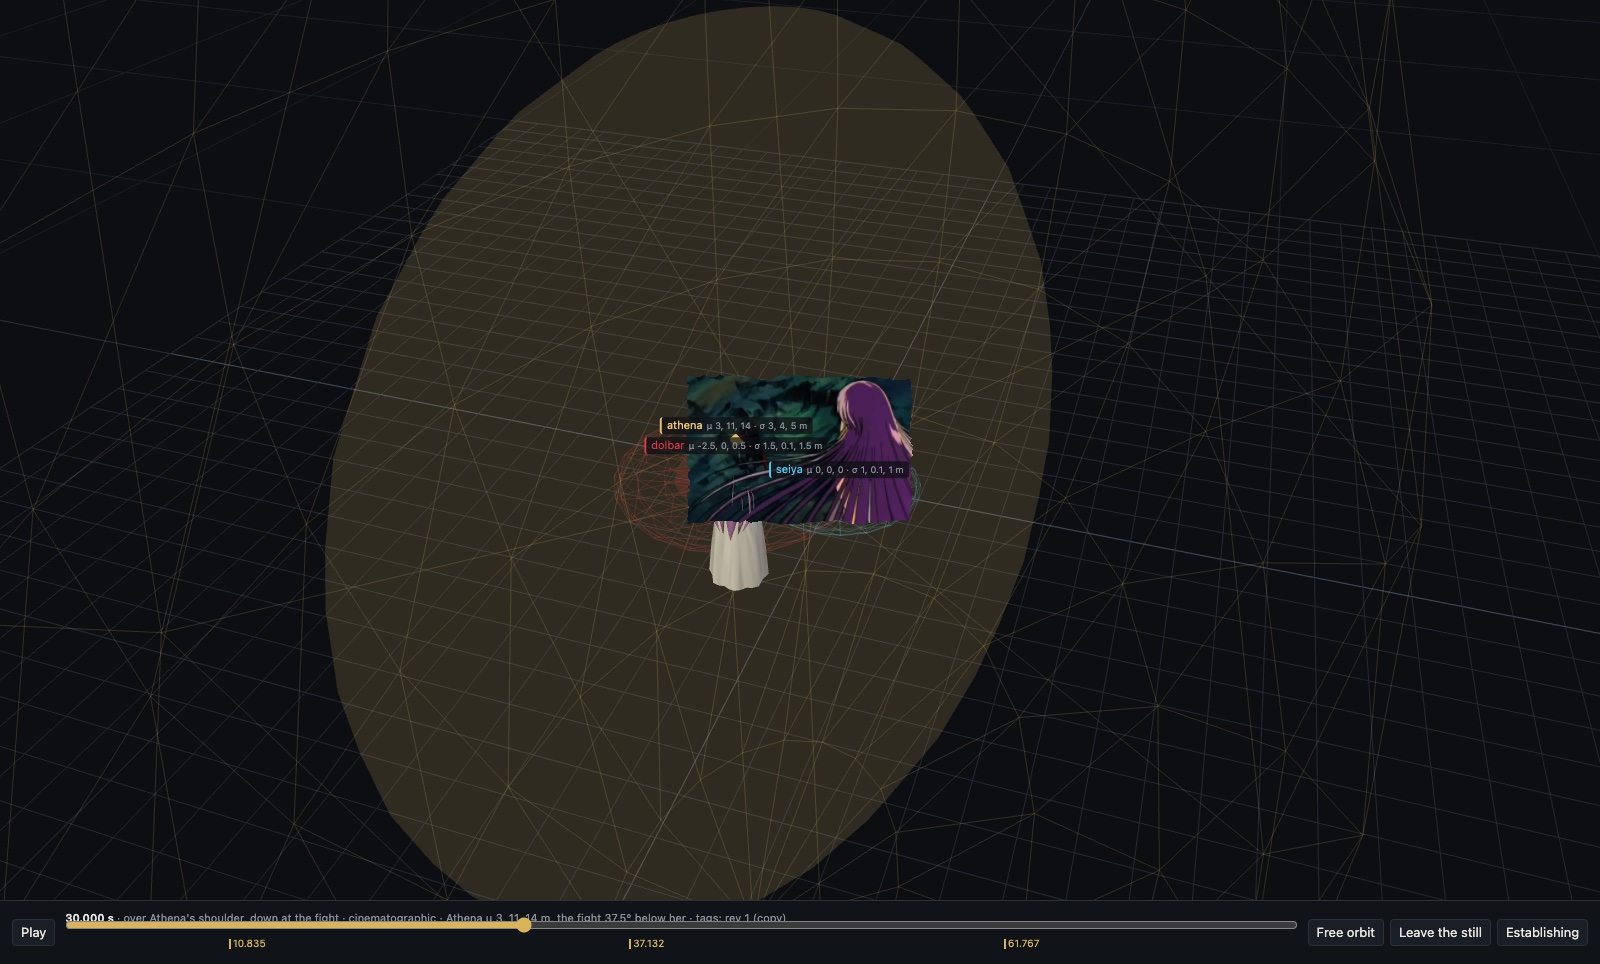 athena μ 3, 11, 14 · σ 3, 4, 5 m
dolbar μ -2.5, 0, 0.5 · σ 1.5, 0.1, 1.5 m
seiya μ 0, 0, 0 · σ 1, 0.1, 1 m
30.000 s · over Athena's shoulder, down at the fight · cinematographic · Athena μ 3, 11, 14 m, the fight 37.5° below her · tags: rev 1 (copy)
Play
10.835
37.132
61.767
Free orbit
Leave the still
Establishing